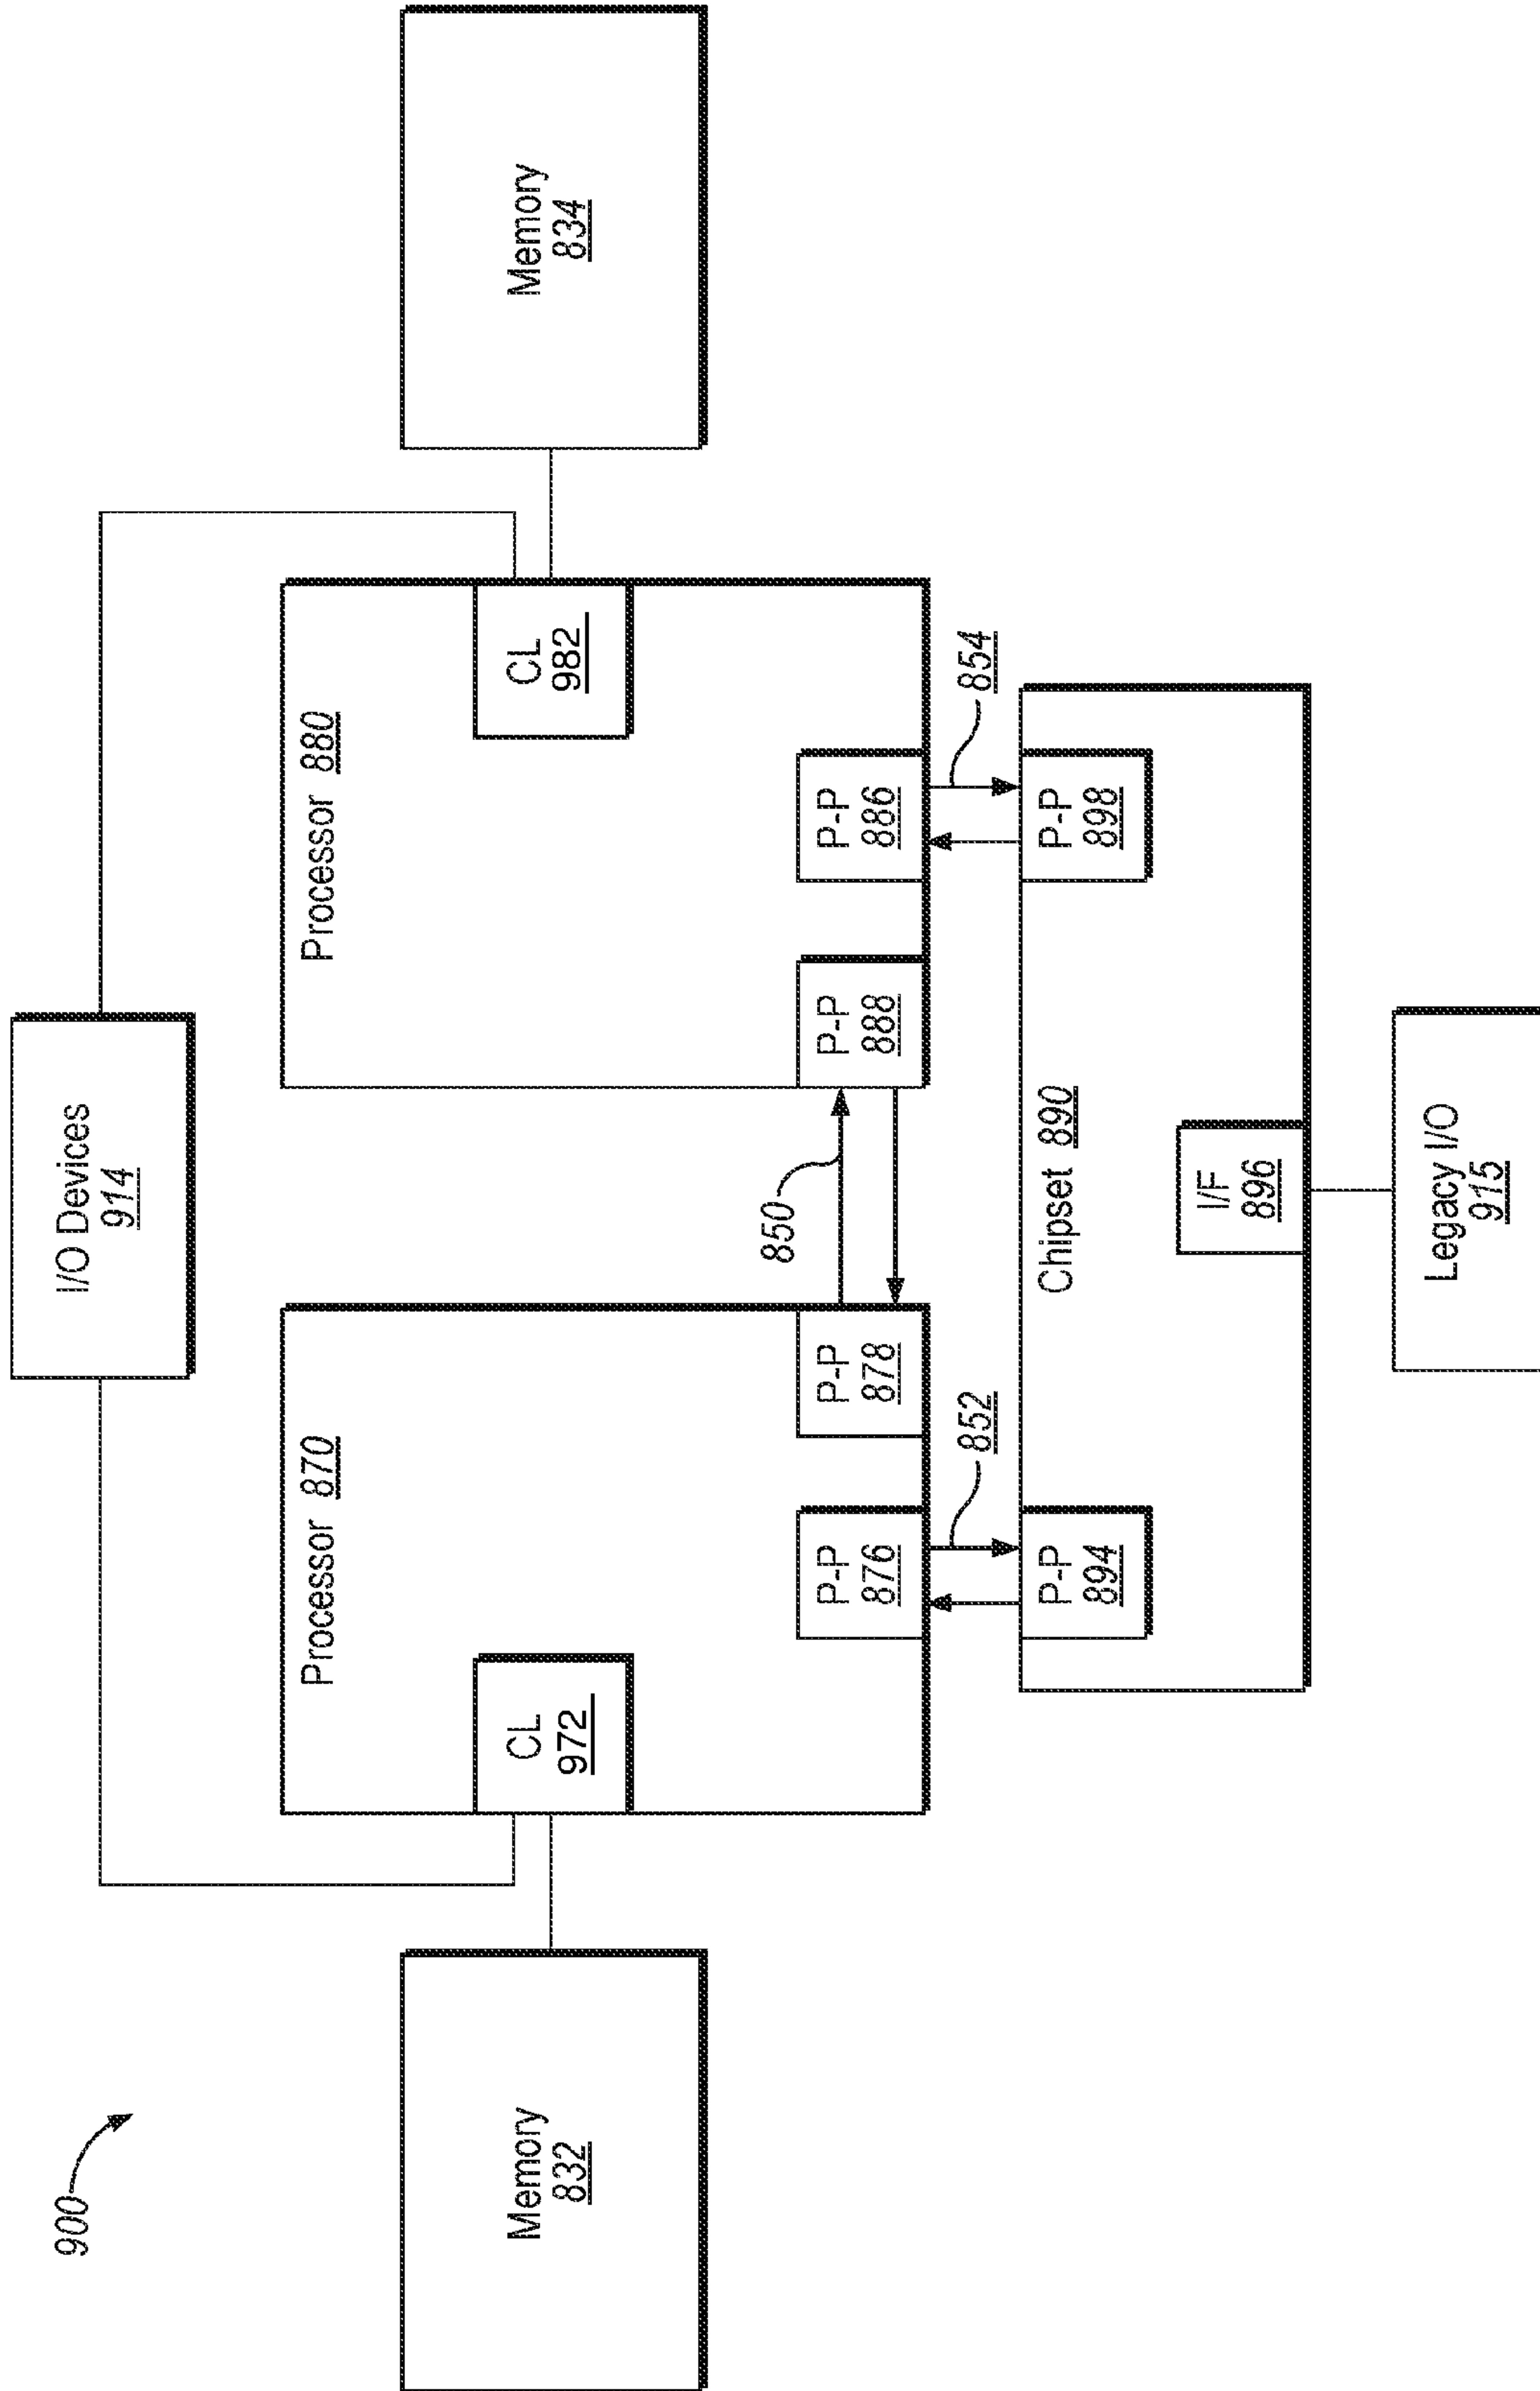 900
I/O Devices
914
Memory
832
CL
972
Processor 870
P-P
876
P-P
878
850
Processor 880
CL
982
P-P
888
P-P
886
Memory
834
852
854
P-P
894
Chipset 890
P-P
898
I/F
896
Legacy I/O
915